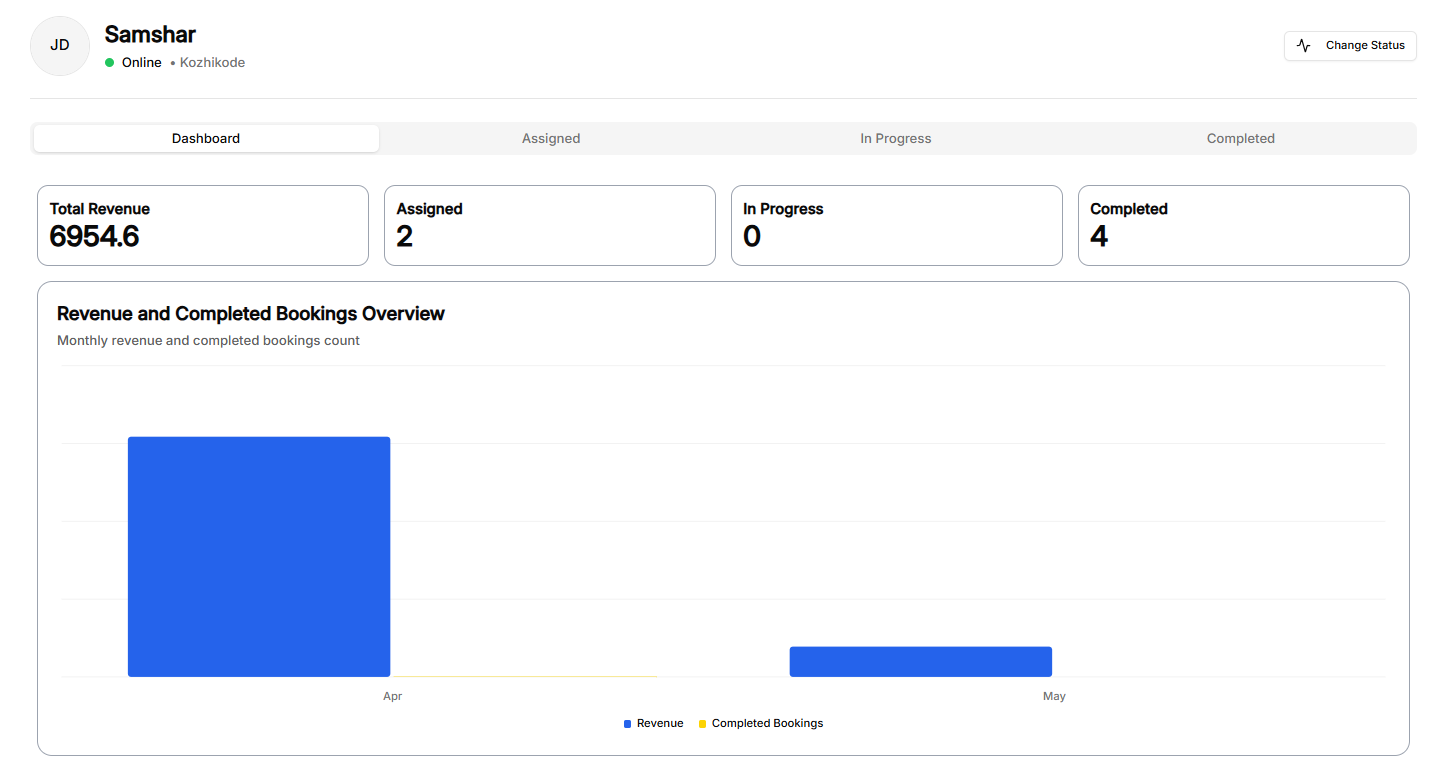 JD
Samshar
Online • Kozhikode
Change Status
Dashboard
Assigned
In Progress
Completed
Total Revenue
6954.6
Assigned
2
In Progress
0
Completed
4
Revenue and Completed Bookings Overview
Monthly revenue and completed bookings count
Apr
May
Revenue
Completed Bookings